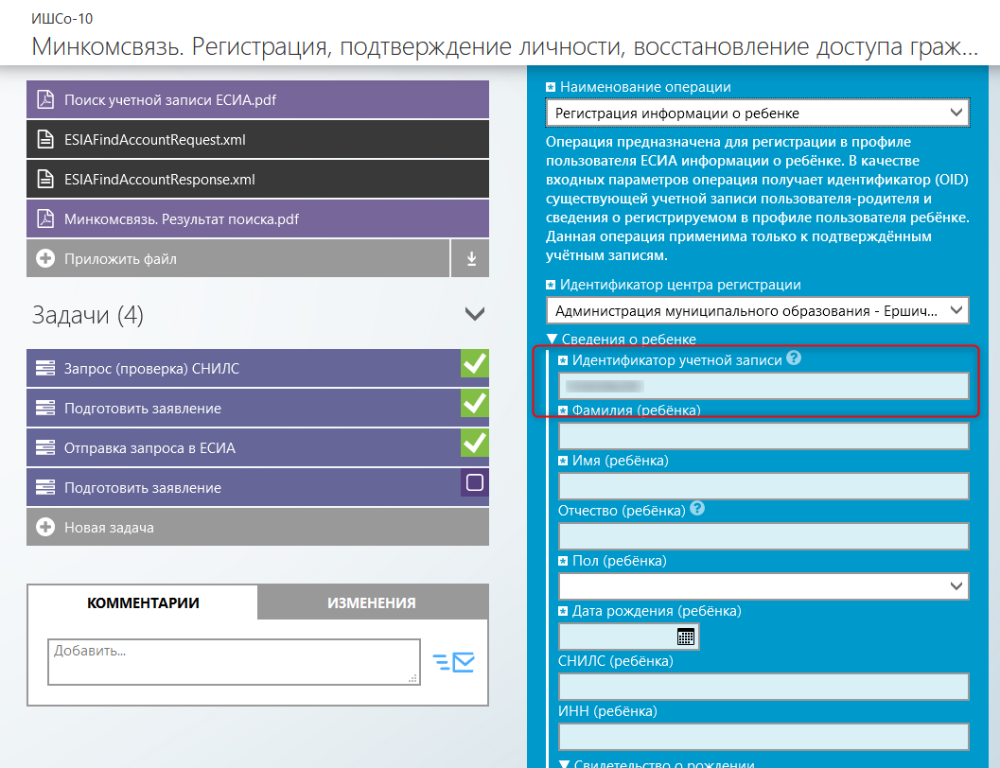 ИШСо-10
Минкомсвязь. Регистрация, подтверждение личности, восстановление доступа граж...
Поиск учетной записи ЕСИА.pdf
ESIAFindAccountRequest.xml
ESIAFindAccountResponse.xml
Минкомсвязь. Результат поиска.pdf
Приложить файл
Задачи (4)
Запрос (проверка) СНИЛС
Подготовить заявление
Отправка запроса в ЕСИА
Подготовить заявление
Новая задача
КОММЕНТАРИИ
ИЗМЕНЕНИЯ
Добавить...
Наименование операции
Регистрация информации о ребенке
Операция предназначена для регистрации в профиле
пользователя ЕСИА информации о ребёнке. В качестве
входных параметров операция получает идентификатор (OID)
существующей учетной записи пользователя-родителя и
сведения о регистрируемом в профиле пользователя ребёнке.
Данная операция применима только к подтверждённым
учётным записям.
Идентификатор центра регистрации
Администрация муниципального образования - Ершич...
Сведения о ребенке
Идентификатор учетной записи
Фамилия (ребёнка)
Имя (ребёнка)
Отчество (ребёнка)
Пол (ребёнка)
Дата рождения (ребёнка)
СНИЛС (ребёнка)
ИНН (ребёнка)
Свидетельство о рождении